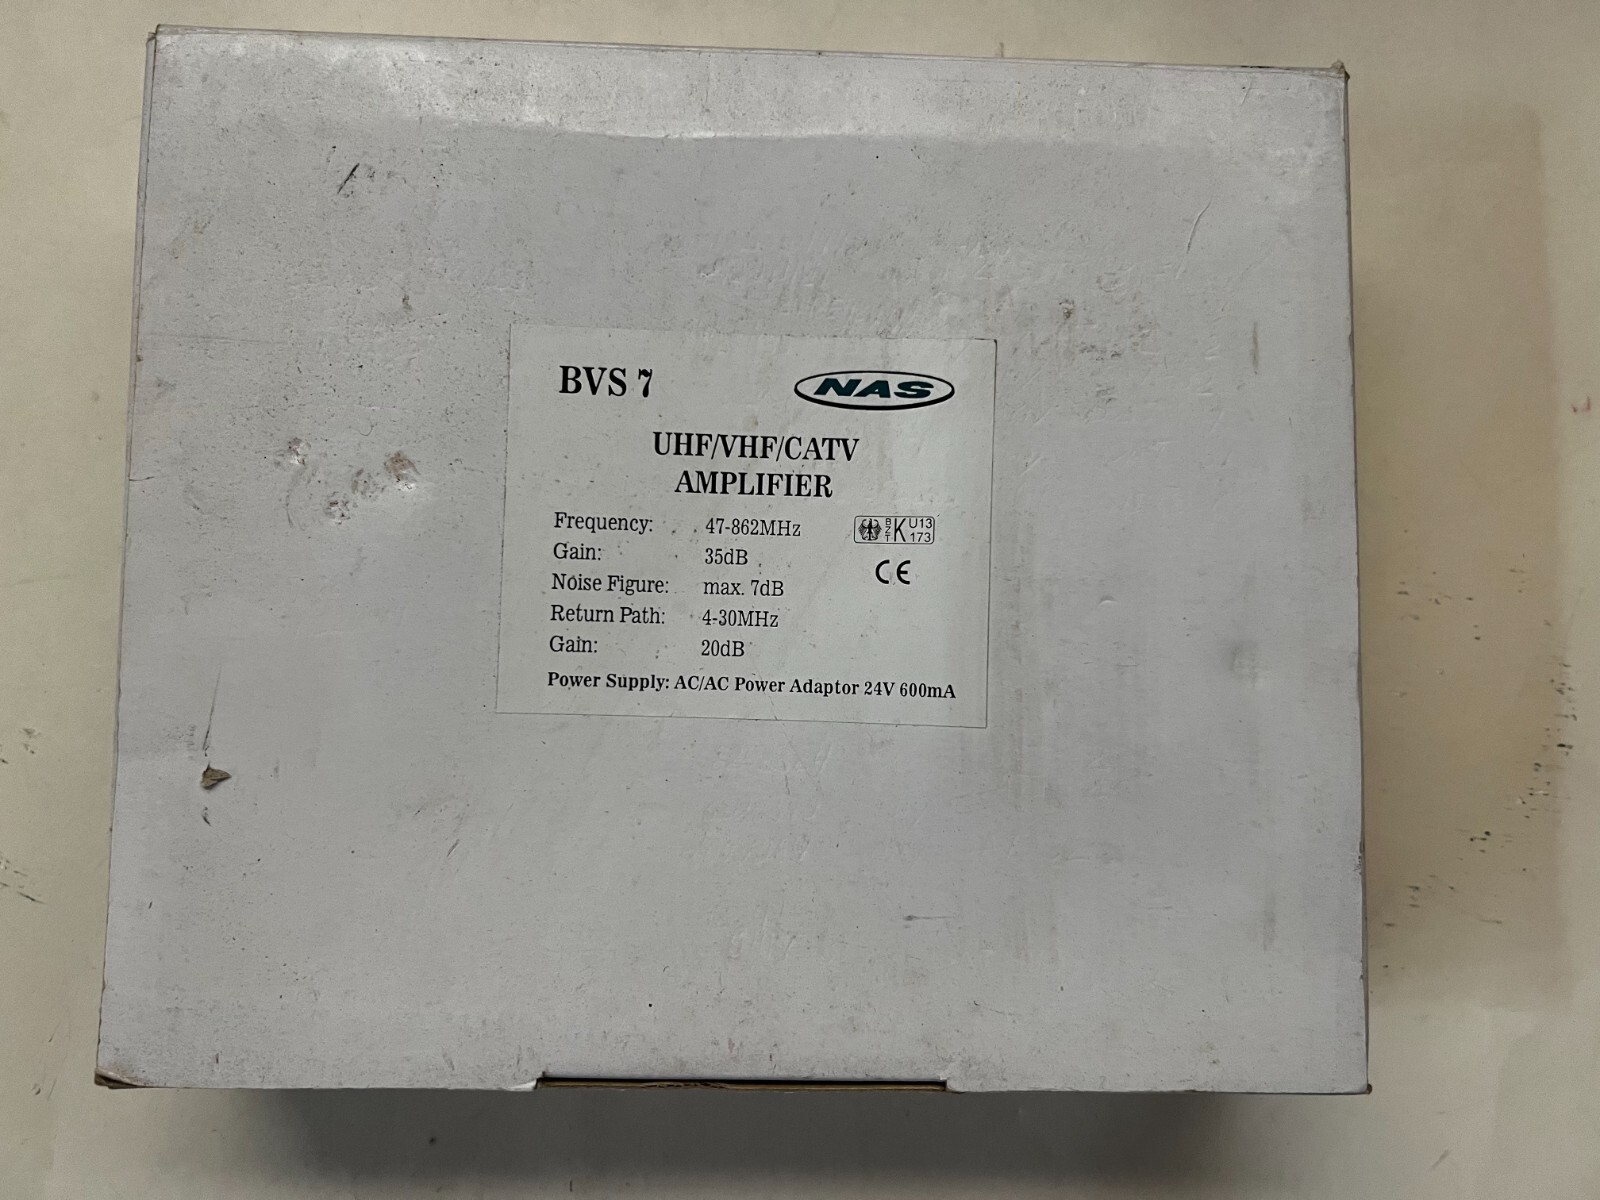 BVS 7 NAS
UHF/VHF/CATV
AMPLIFIER
Frequency: 47-862MHz
BZT K U13 173
Gain: 35dB
CE
Noise Figure: max. 7dB
Return Path: 4-30MHz
Gain: 20dB
Power Supply: AC/AC Power Adaptor 24V 600mA